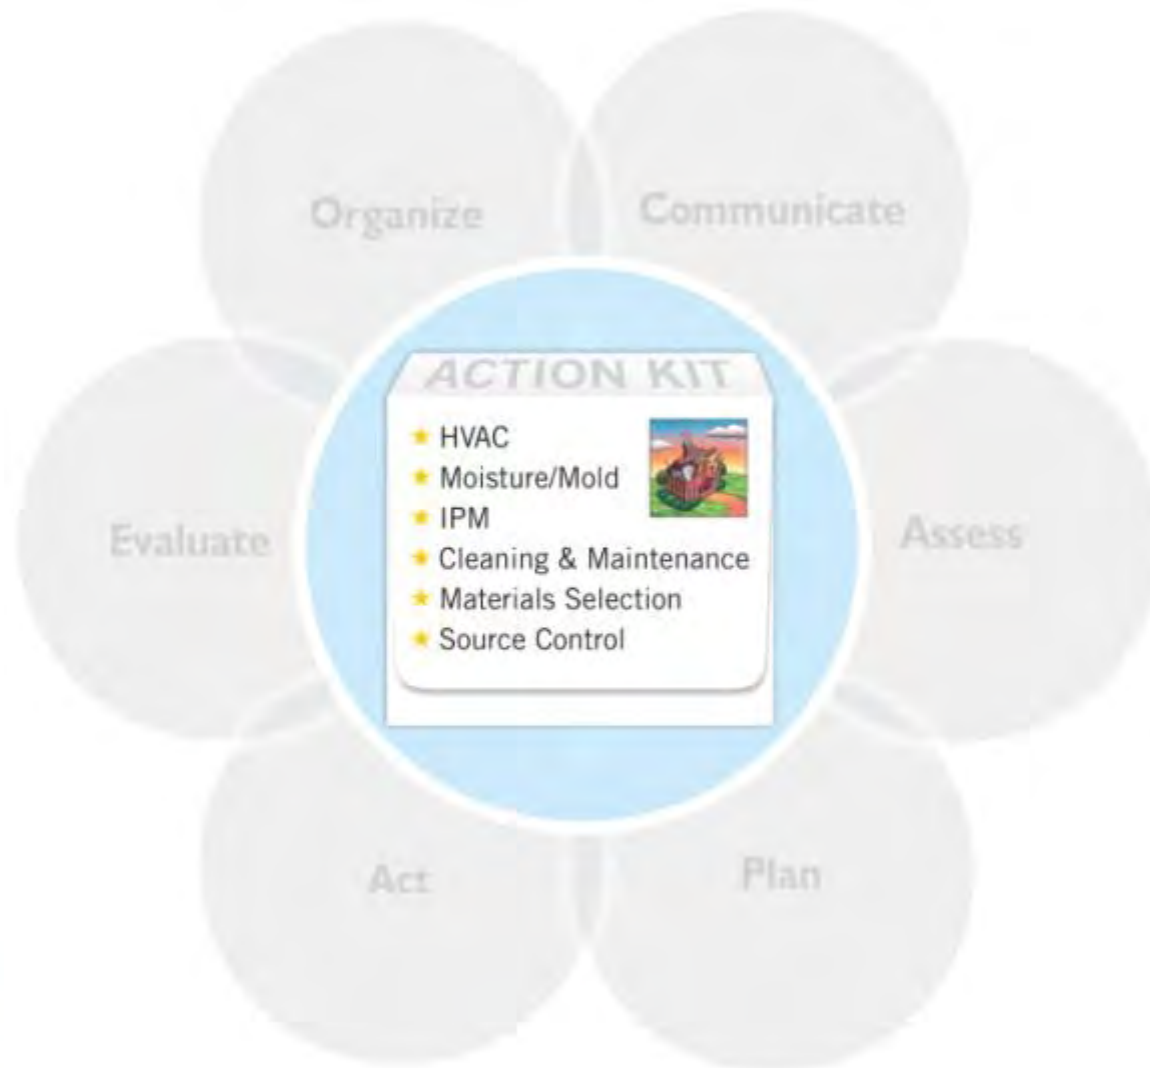 Organize
Communicate
ACTION KIT
★ HVAC
★ Moisture/Mold
★ IPM
★ Cleaning & Maintenance
★ Materials Selection
★ Source Control
Evaluate
Assess
Act
Plan